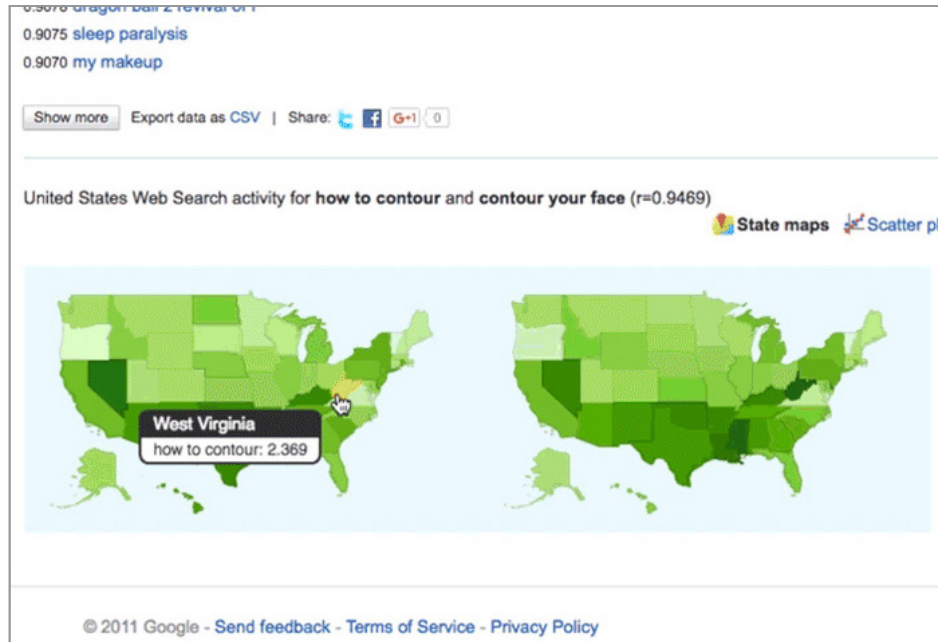 0.9075 sleep paralysis
0.9070 my makeup
Show more Export data as CSV | Share: G+1 0
United States Web Search activity for how to contour and contour your face (r=0.9469)
State maps Scatter pl
West Virginia
how to contour: 2.369
© 2011 Google - Send feedback - Terms of Service - Privacy Policy